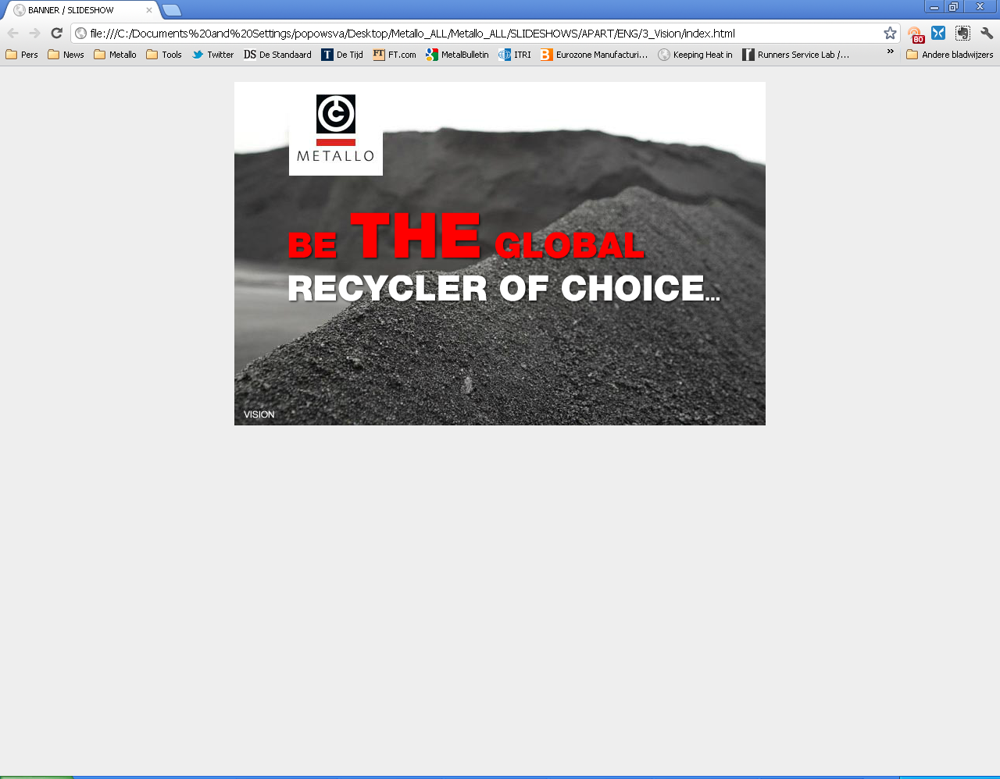 BANNER / SLIDESHOW
file:///C:/Documents%20and%20Settings/popowsva/Desktop/Metallo_ALL/Metallo_ALL/SLIDESHOWS/APART/ENG/3_Vision/index.html
80
Pers News Metallo Tools Twitter DS De Standaard T De Tijd FT FT.com MetalBulletin ITRI B Eurozone Manufacturi... Keeping Heat in r Runners Service Lab /... » Andere bladwijzers
METALLO
BE THE GLOBAL
RECYCLER OF CHOICE...
VISION